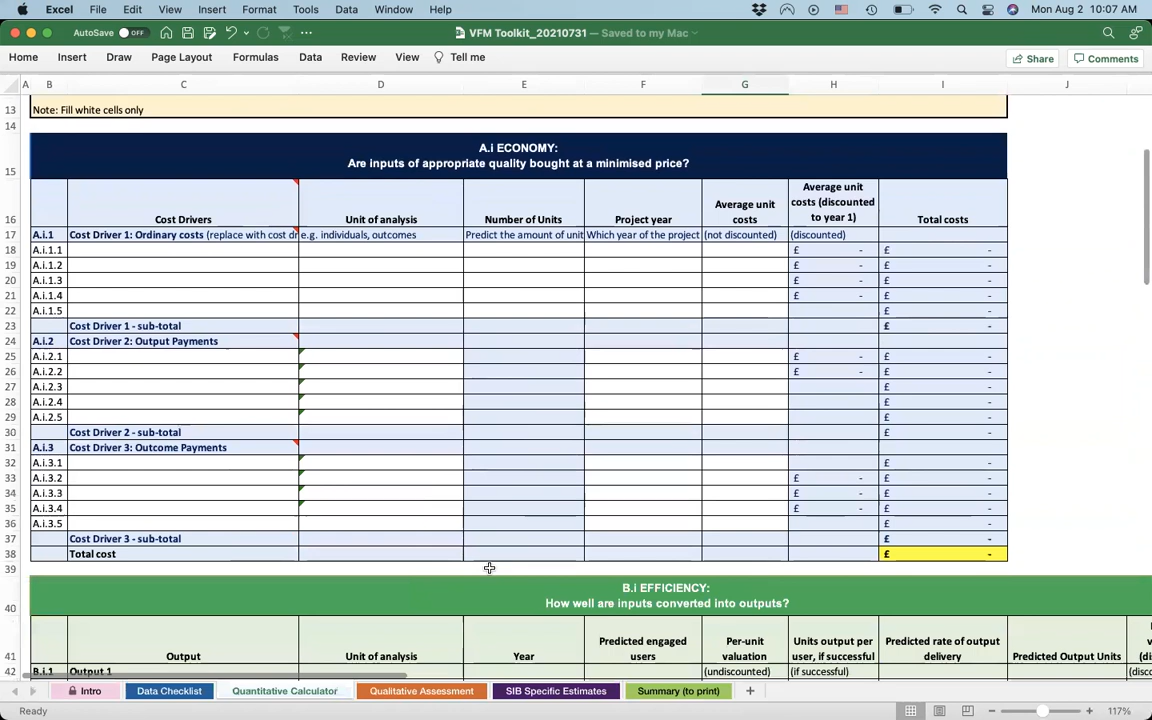 Excel File Edit View Insert Format Tools Data Window Help Mon Aug 2 10:07 AM
AutoSave OFF VFM Toolkit_20210731 — Saved to my Mac
Home Insert Draw Page Layout Formulas Data Review View Tell me Share Comments
A B C D E F G H I J
13 Note: Fill white cells only
14
15 A.i ECONOMY:
Are inputs of appropriate quality bought at a minimised price?
16 Cost Drivers Unit of analysis Number of Units Project year Average unit costs Average unit costs (discounted to year 1) Total costs
17 A.i.1 Cost Driver 1: Ordinary costs (replace with cost dr e.g. individuals, outcomes Predict the amount of unit Which year of the project (not discounted) (discounted)
18 A.i.1.1 £ - £ -
19 A.i.1.2 £ - £ -
20 A.i.1.3 £ - £ -
21 A.i.1.4 £ - £ -
22 A.i.1.5 £ -
23 Cost Driver 1 - sub-total £ -
24 A.i.2 Cost Driver 2: Output Payments
25 A.i.2.1 £ - £ -
26 A.i.2.2 £ - £ -
27 A.i.2.3 £ -
28 A.i.2.4 £ -
29 A.i.2.5 £ -
30 Cost Driver 2 - sub-total £ -
31 A.i.3 Cost Driver 3: Outcome Payments
32 A.i.3.1 £ -
33 A.i.3.2 £ - £ -
34 A.i.3.3 £ - £ -
35 A.i.3.4 £ - £ -
36 A.i.3.5 £ -
37 Cost Driver 3 - sub-total £ -
38 Total cost £ -
39
40 B.i EFFICIENCY:
How well are inputs converted into outputs?
41 Output Unit of analysis Year Predicted engaged users Per-unit valuation Units output per user, if successful Predicted rate of output delivery Predicted Output Units
42 B.i.1 Output 1 (undiscounted) (if successful)
Intro Data Checklist Quantitative Calculator Qualitative Assessment SIB Specific Estimates Summary (to print) +
Ready 117%